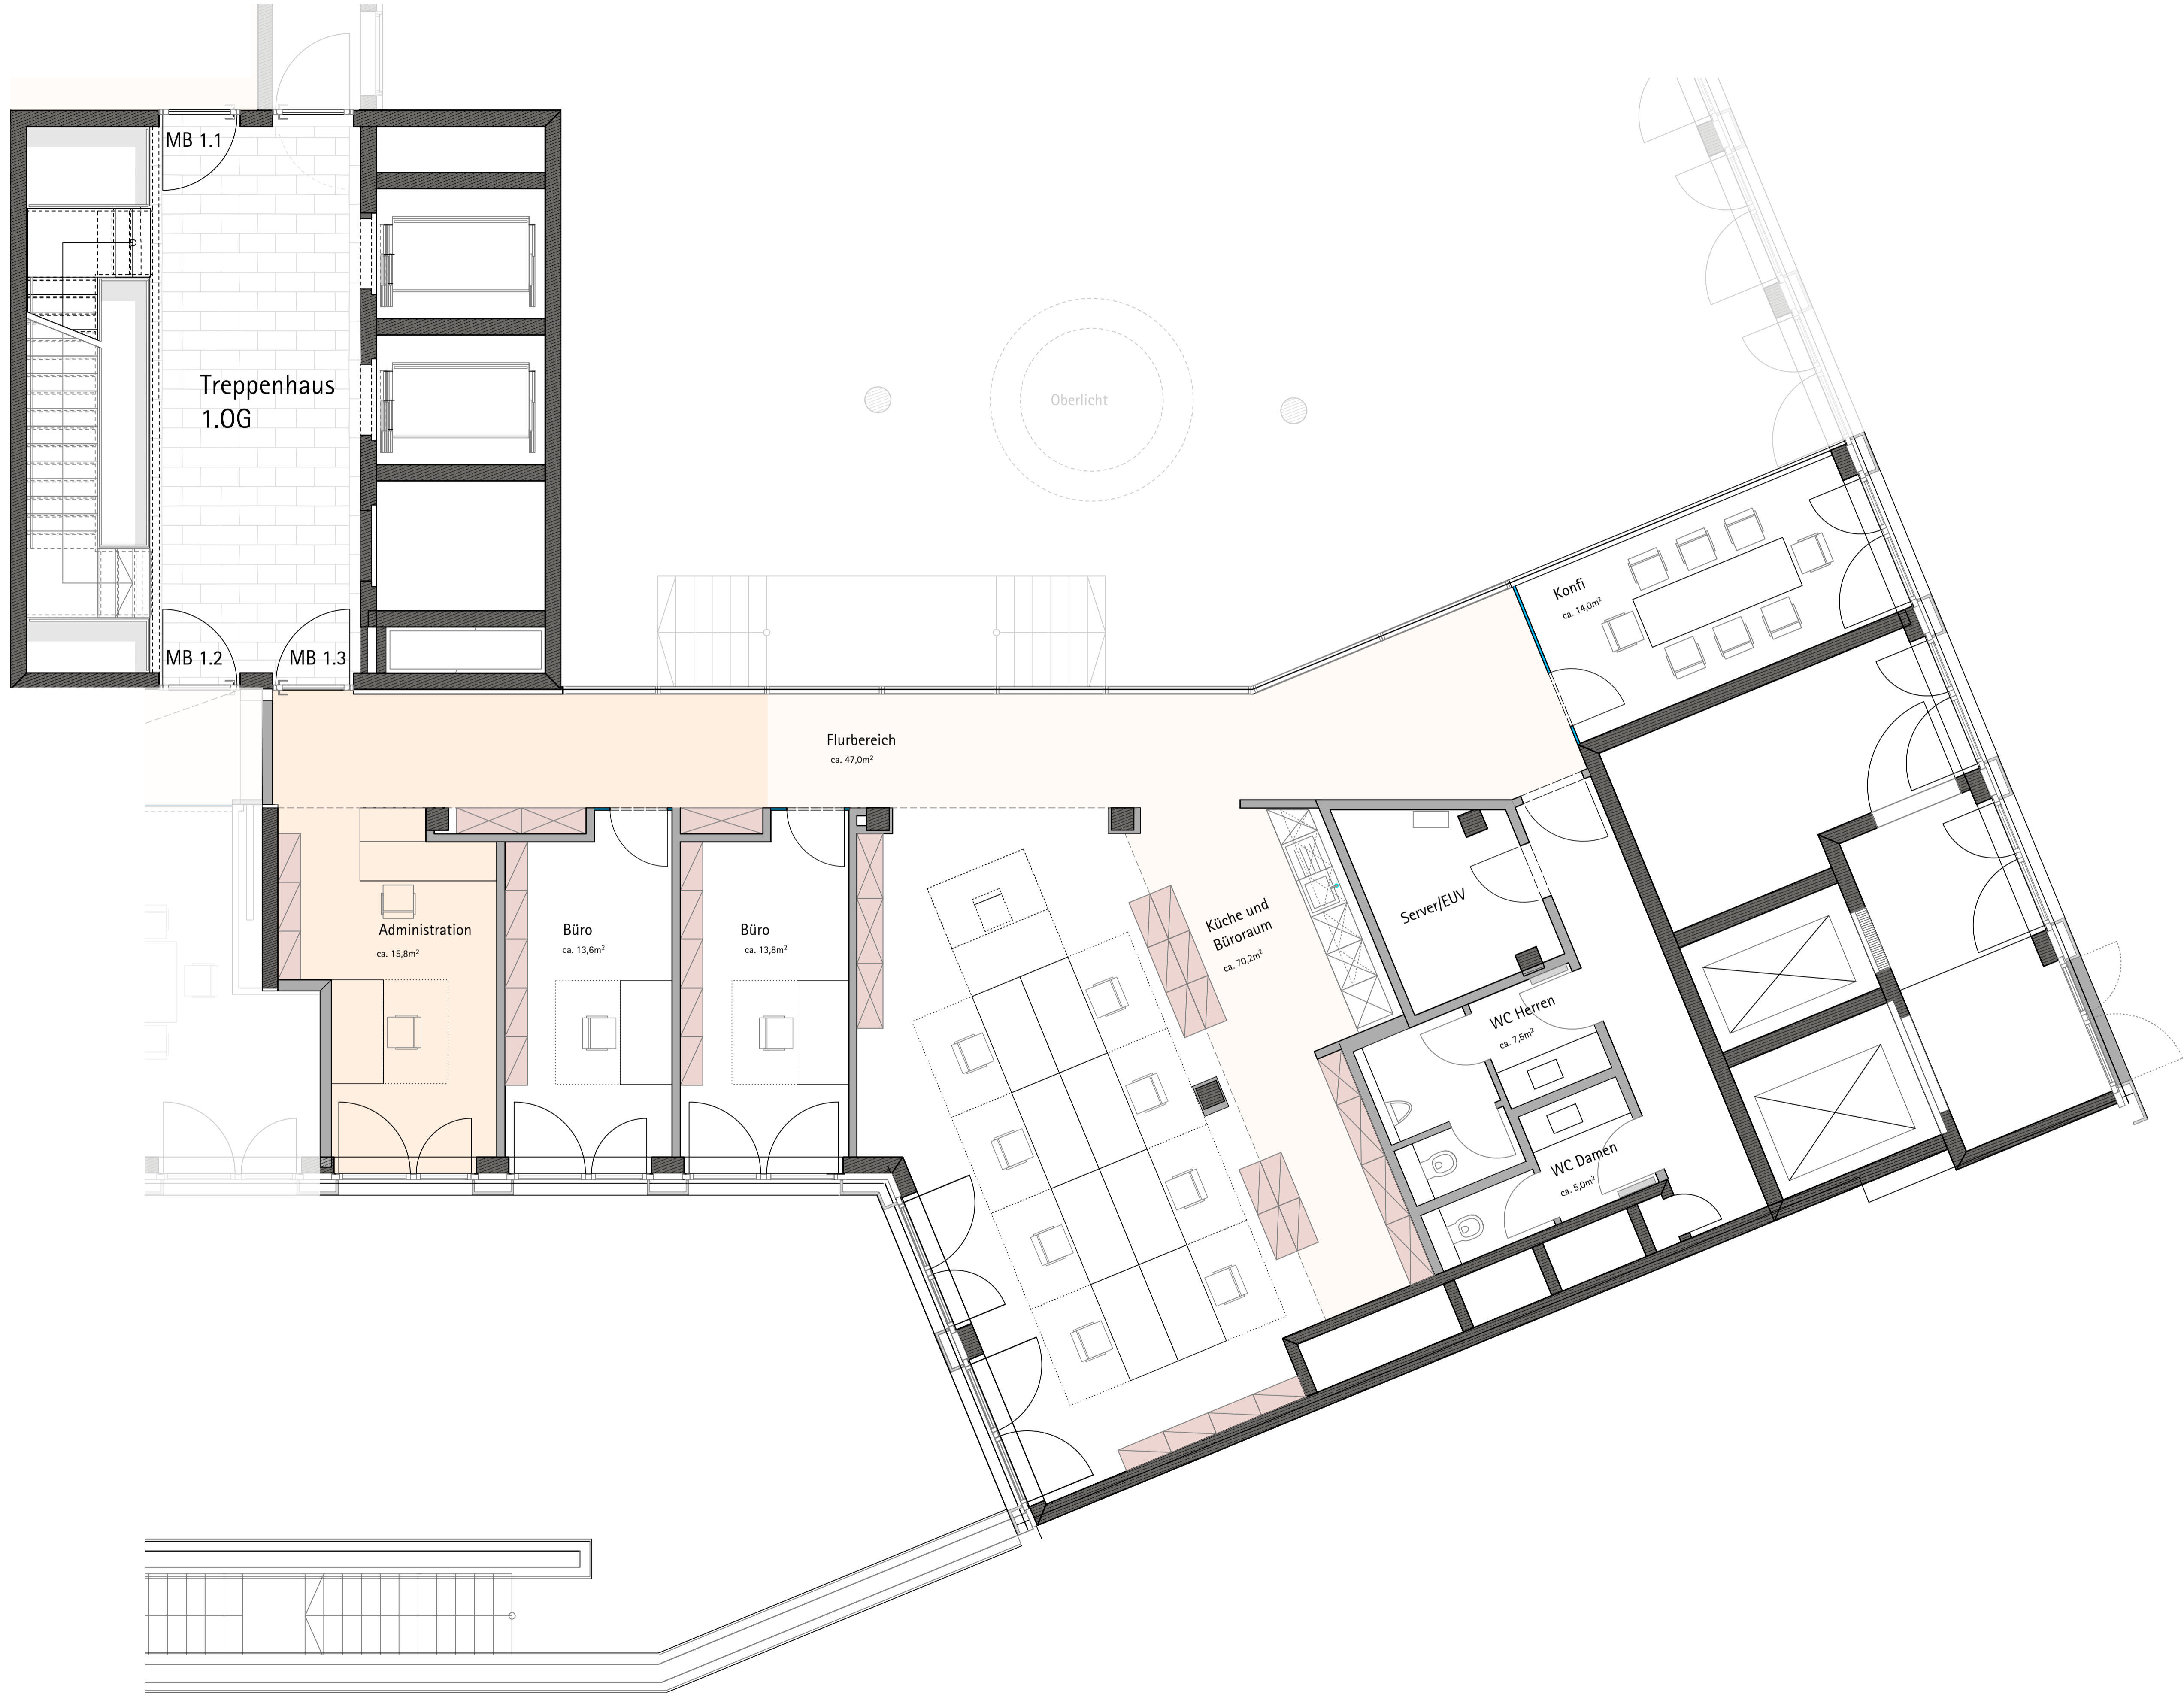 MB 1.1
Treppenhaus
1.OG
Oberlicht
MB 1.2
MB 1.3
Konfi
ca. 14,0m²
Flurbereich
ca. 47,0m²
Administration
ca. 15,8m²
Büro
ca. 13,6m²
Büro
ca. 13,8m²
Küche und
Büroraum
ca. 70,2m²
Server/EUV
WC Herren
ca. 7,5m²
WC Damen
ca. 5,0m²